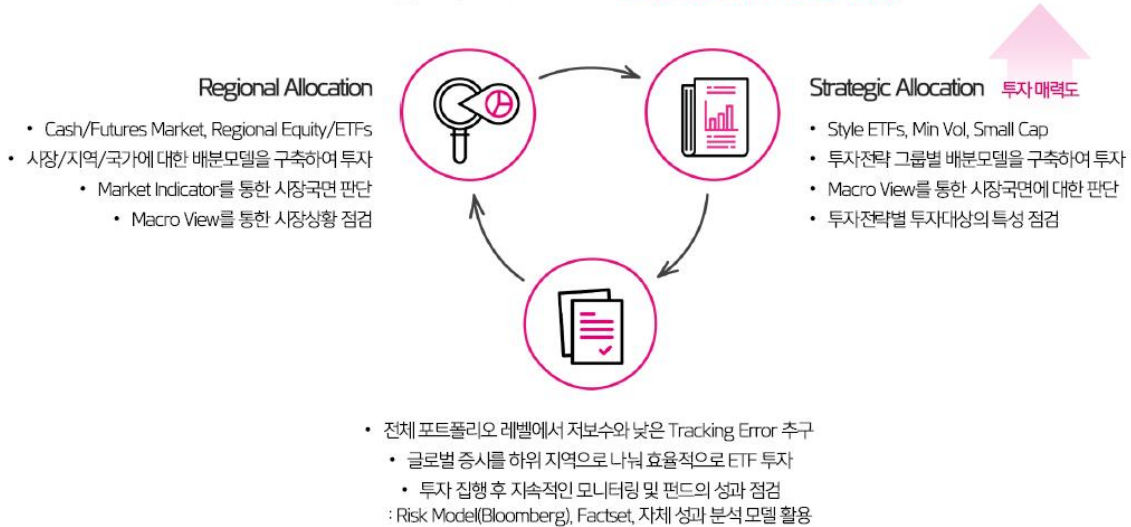 Regional Allocation
• Cash/Futures Market, Regional Equity/ETFs
• 시장/지역/국가에 대한 배분모델을 구축하여 투자
• Market Indicator를 통한 시장국면 판단
• Macro View를 통한 시장상황 점검
Strategic Allocation 투자 매력도
• Style ETFs, Min Vol, Small Cap
• 투자전략 그룹별 배분모델을 구축하여 투자
• Macro View를 통한 시장국면에 대한 판단
• 투자전략별 투자대상의 특성 점검
• 전체 포트폴리오 레벨에서 저보수와 낮은 Tracking Error 추구
• 글로벌 증시를 하위 지역으로 나눠 효율적으로 ETF 투자
• 투자 집행 후 지속적인 모니터링 및 펀드의 성과 점검
: Risk Model(Bloomberg), Factset, 자체 성과 분석 모델 활용